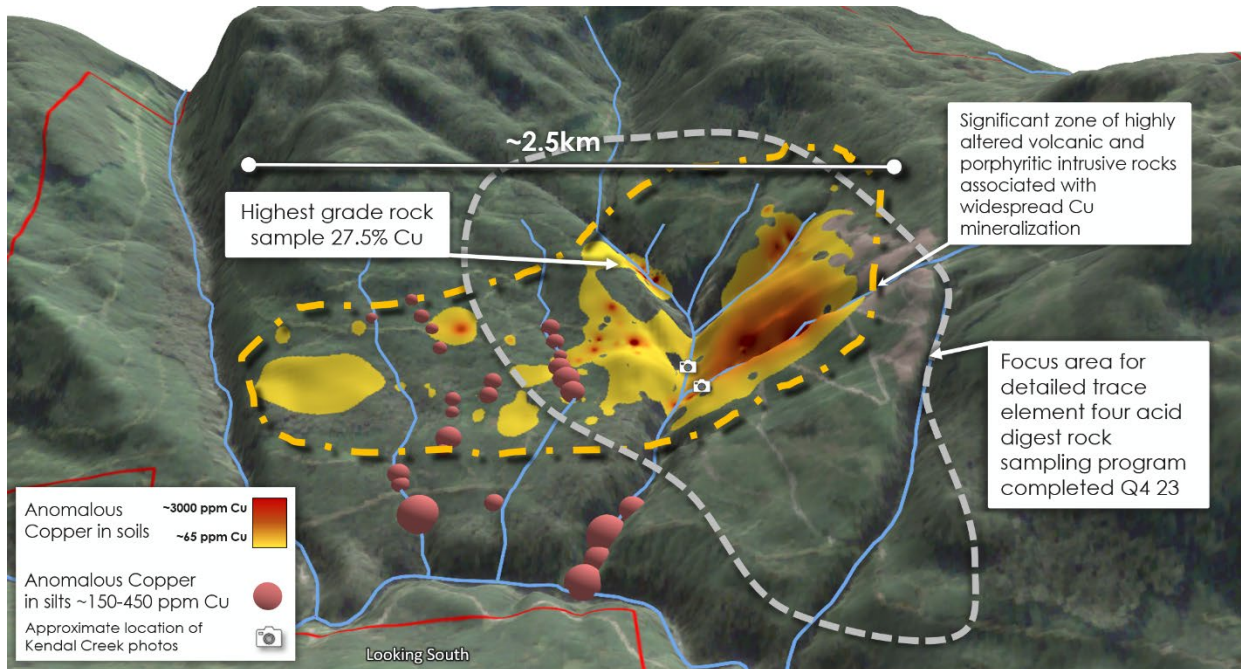 ~2.5km
Highest grade rock
sample 27.5% Cu
Significant zone of highly
altered volcanic and
porphyritic intrusive rocks
associated with
widespread Cu
mineralization
Focus area for
detailed trace
element four acid
digest rock
sampling program
completed Q4 23
Anomalous
Copper in soils
~3000 ppm Cu
~65 ppm Cu
Anomalous Copper
in silts ~150-450 ppm Cu
Approximate location of
Kendal Creek photos
Looking South